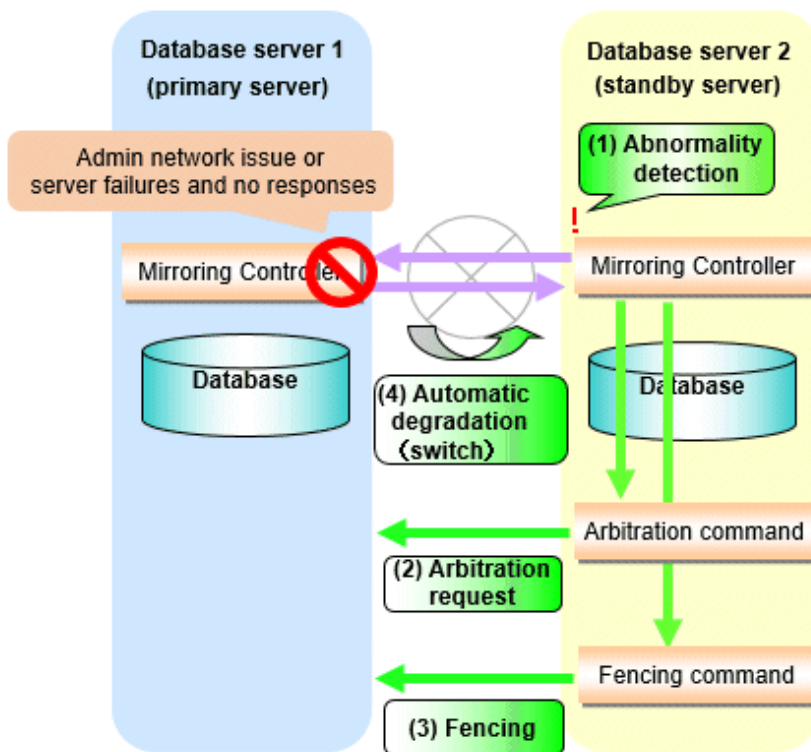 Database server 1
(primary server)
Database server 2
(standby server)
Admin network issue or
server failures and no responses
(1) Abnormality
detection
!
Mirroring Controller
Mirroring Controller
Database
Database
(4) Automatic
degradation
(switch)
Arbitration command
(2) Arbitration
request
Fencing command
(3) Fencing